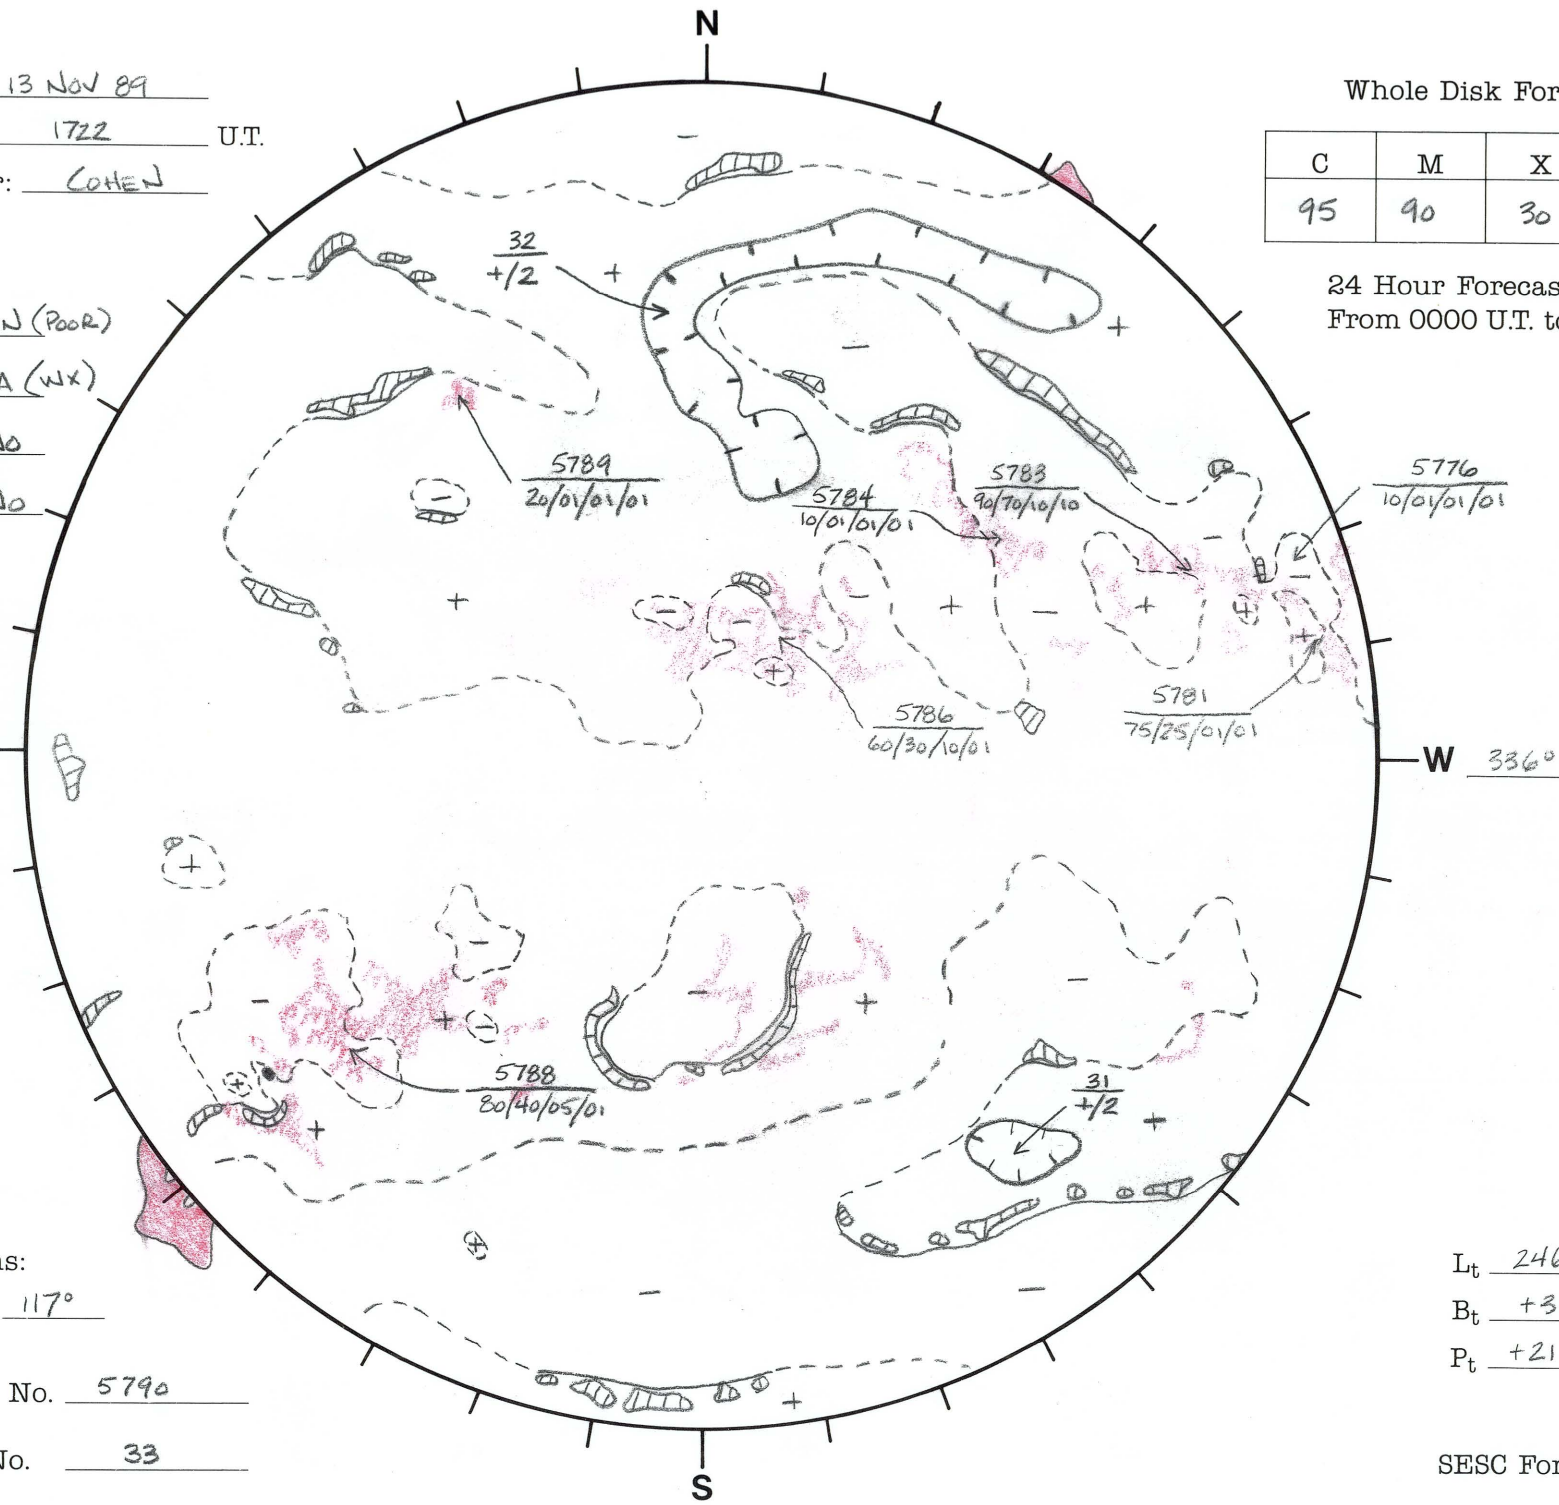 N
13 NOV 89
1722 U.T.
COHEN
Whole Disk For
C M X
95 90 30
24 Hour Forecas
From 0000 U.T. to
N (POOR)
A (WX)
No
No
32
+/2
5789
20/01/01/01
5784
10/01/01/01
5783
90/70/10/10
5776
10/01/01/01
5786
60/30/10/01
5781
75/25/01/01
W 336°
5788
80/40/05/01
31
+/2
ns:
117°
No. 5790
No. 33
Lt 246
Bt +3
Pt +21
S
SESC For